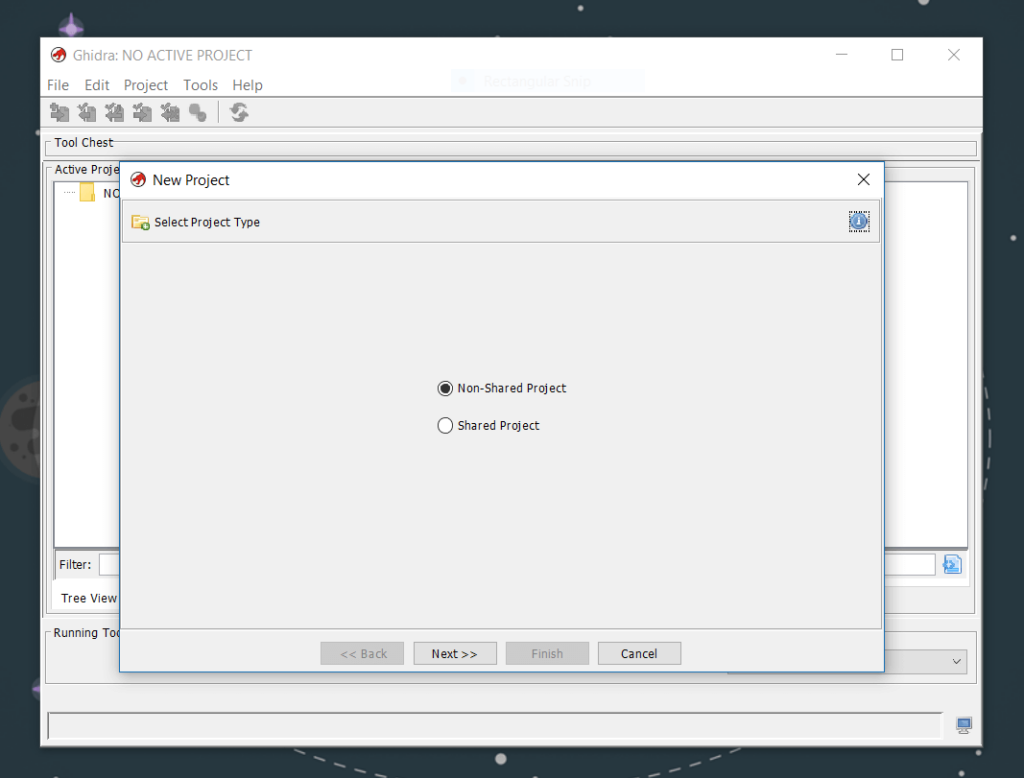 Ghidra: NO ACTIVE PROJECT
Rectangular Snip
File Edit Project Tools Help
Tool Chest
Active Proje
NO
New Project
Select Project Type
Non-Shared Project
Shared Project
Filter:
Tree View
Running Too
<< Back Next >> Finish Cancel